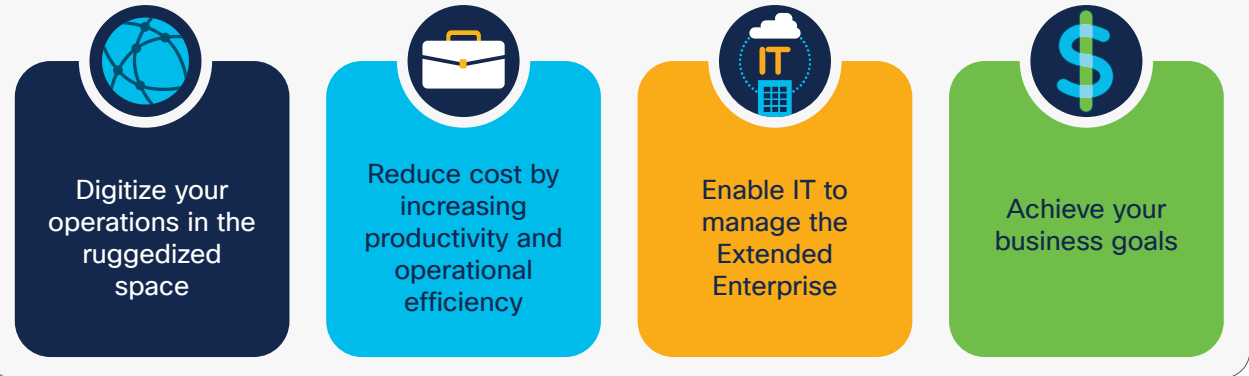 IT
Digitize your
operations in the
ruggedized
space
Reduce cost by
increasing
productivity and
operational
efficiency
Enable IT to
manage the
Extended
Enterprise
Achieve your
business goals